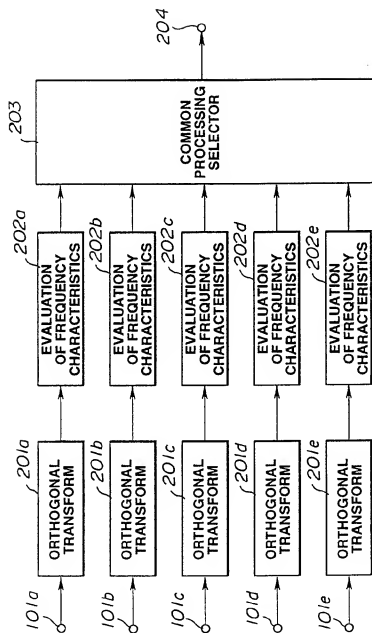 101a
201a
ORTHOGONAL
TRANSFORM
202a
EVALUATION
OF FREQUENCY
CHARACTERISTICS
101b
201b
ORTHOGONAL
TRANSFORM
202b
EVALUATION
OF FREQUENCY
CHARACTERISTICS
101c
201c
ORTHOGONAL
TRANSFORM
202c
EVALUATION
OF FREQUENCY
CHARACTERISTICS
101d
201d
ORTHOGONAL
TRANSFORM
202d
EVALUATION
OF FREQUENCY
CHARACTERISTICS
101e
201e
ORTHOGONAL
TRANSFORM
202e
EVALUATION
OF FREQUENCY
CHARACTERISTICS
203
COMMON
PROCESSING
SELECTOR
204